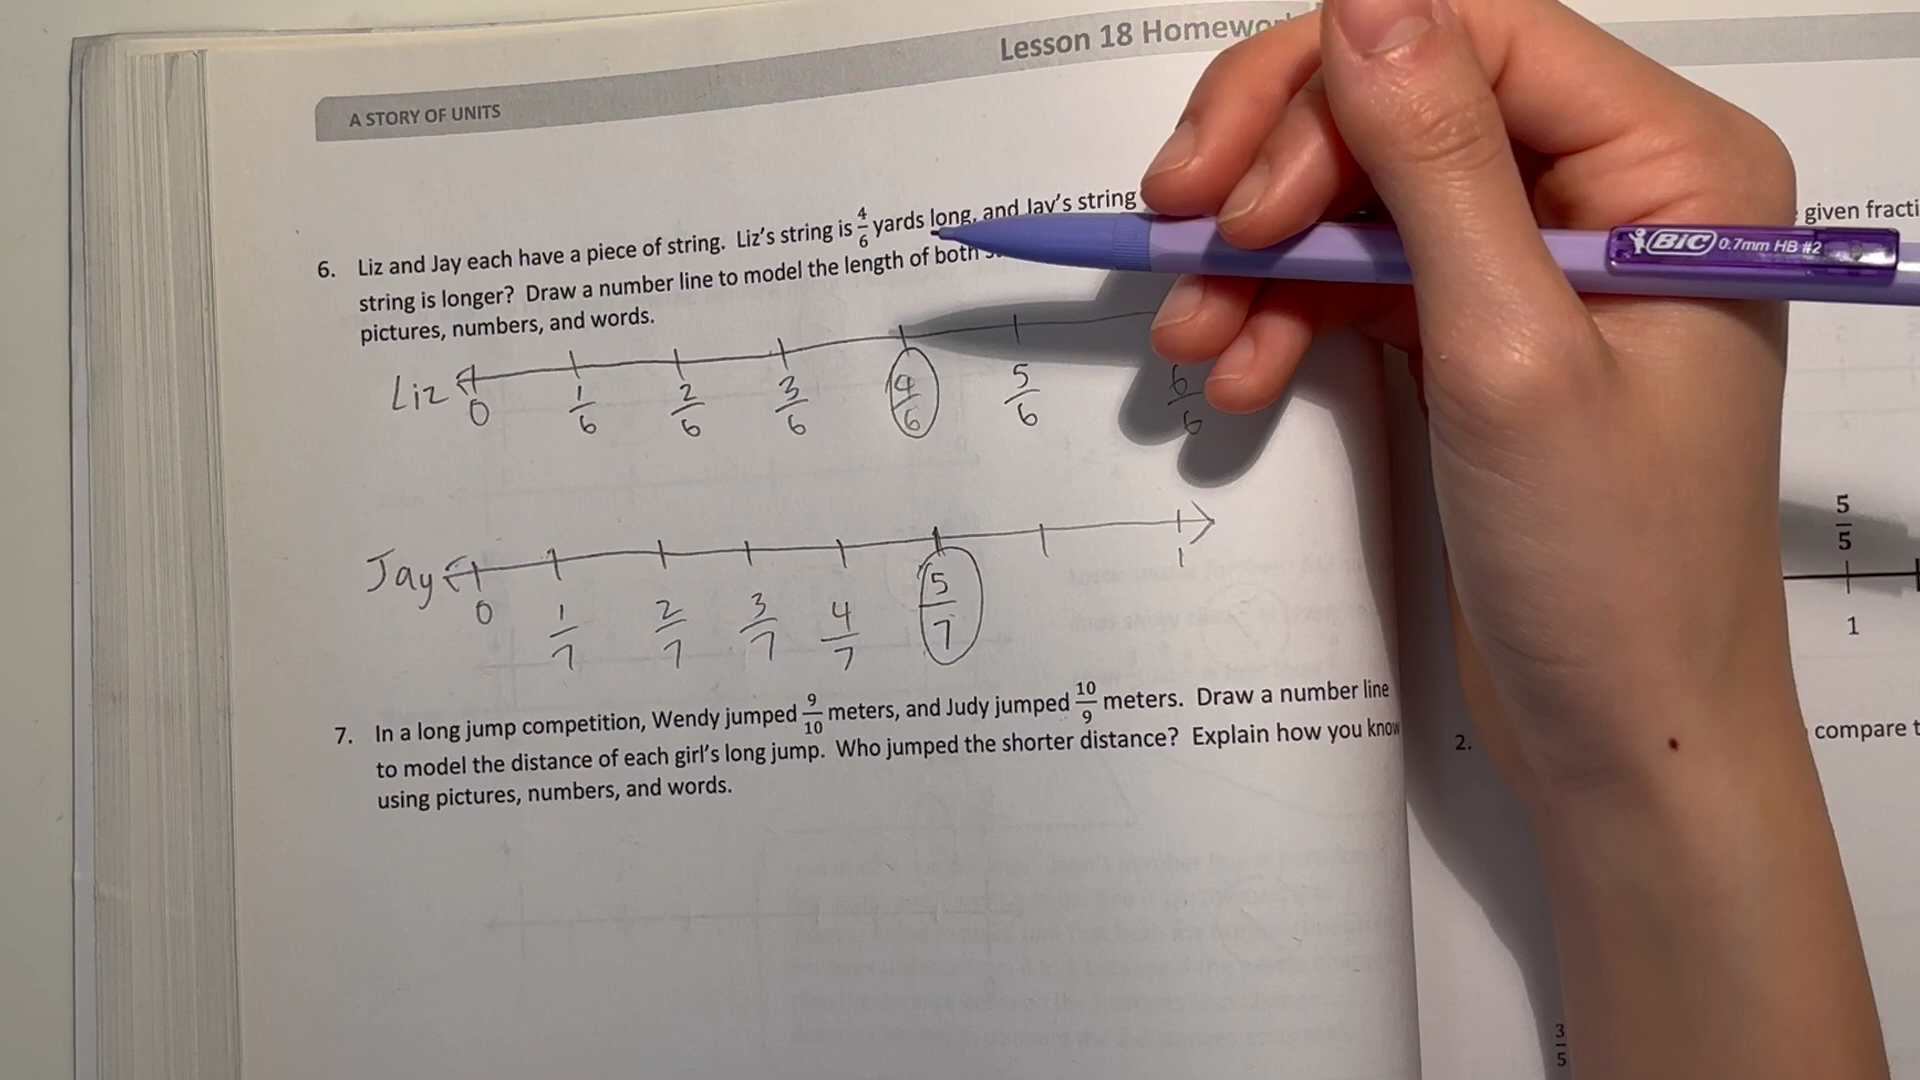 Lesson 18 Homewor
A STORY OF UNITS
6. Liz and Jay each have a piece of string. Liz's string is 4/6 yards long, and Jay's string
string is longer? Draw a number line to model the length of both
pictures, numbers, and words.
Liz 0 1/6 2/6 3/6 4/6 5/6 6/6
Jay 0 1/7 2/7 3/7 4/7 5/7 1
7. In a long jump competition, Wendy jumped 9/10 meters, and Judy jumped 10/9 meters. Draw a number line
to model the distance of each girl's long jump. Who jumped the shorter distance? Explain how you know
using pictures, numbers, and words.
BIC 0.7mm HB #2
given fracti
5/5
1
2. compare t
3/5